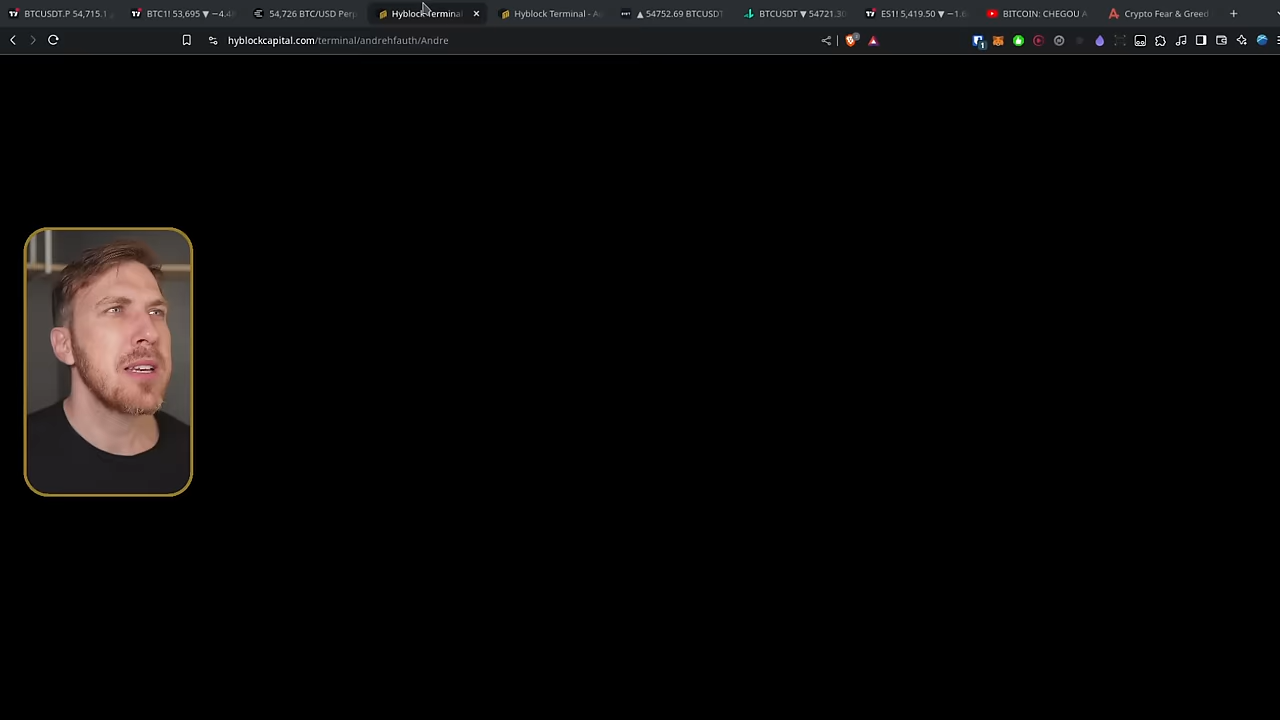 BTCUSDT.P 54,715.1
BTC1! 53,695 ▼ −4.4
54,726 BTC/USD Perp
Hyblock Terminal
Hyblock Terminal - A
▲ 54752.69 BTCUSDT
BTCUSDT ▼ 54721.30
ES1! 5,419.50 ▼ −1.6
BITCOIN: CHEGOU A
Crypto Fear & Greed
hyblockcapital.com/terminal/andrehfauth/Andre